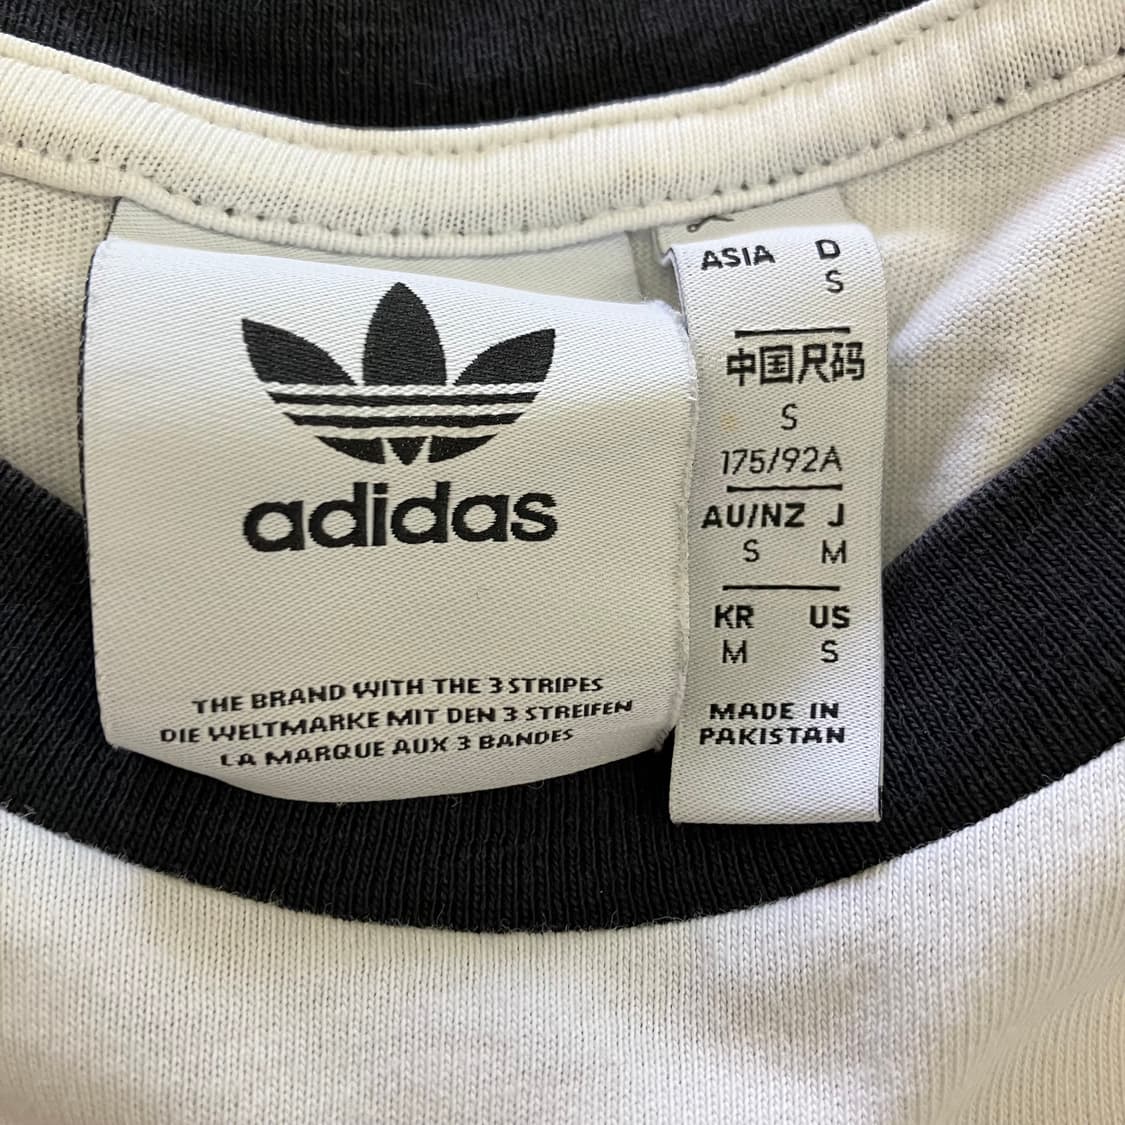 adidas
THE BRAND WITH THE 3 STRIPES
DIE WELTMARKE MIT DEN 3 STREIFEN
LA MARQUE AUX 3 BANDES
ASIA D
S
中国尺码
S
175/92A
AU/NZ J
S M
KR US
M S
MADE IN
PAKISTAN